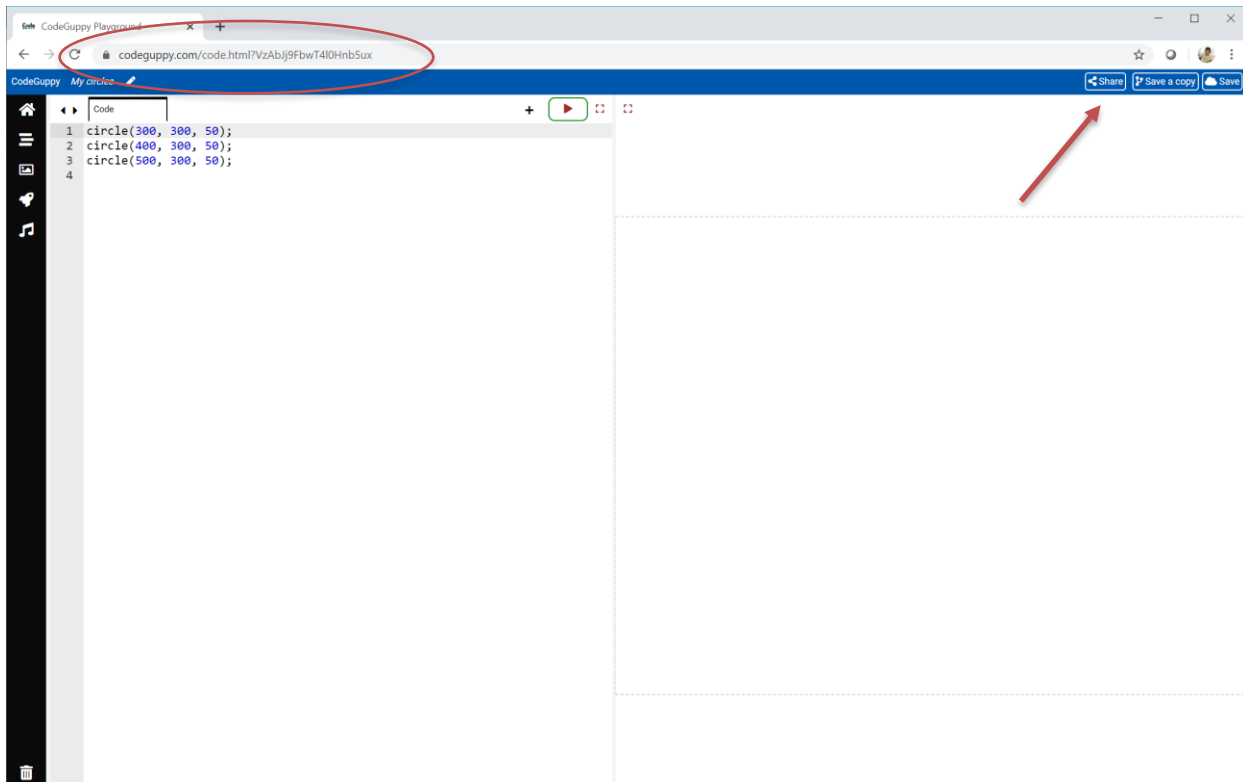 Code CodeGuppy Playground
codeguppy.com/code.html?VzAbJj9FbwT4l0Hnb5ux
CodeGuppy My circles Share Save a copy Save
Code
1 circle(300, 300, 50);
2 circle(400, 300, 50);
3 circle(500, 300, 50);
4